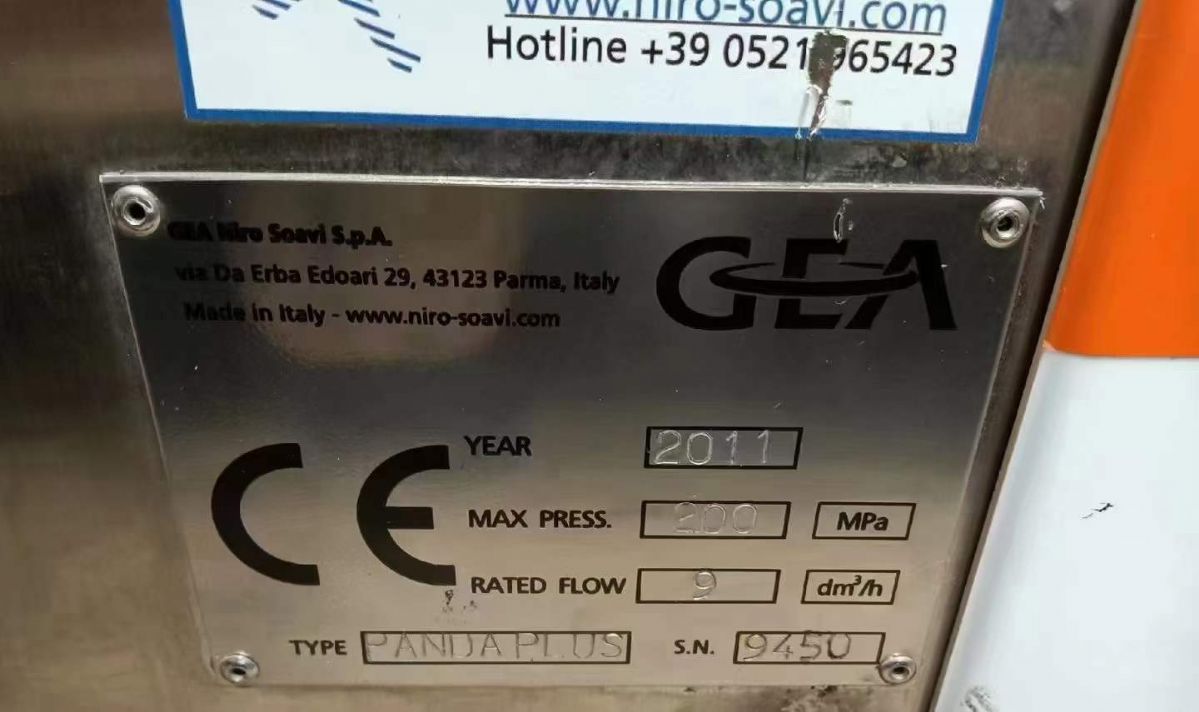 www.niro-soavi.com
Hotline +39 0521 965423
GEA Niro Soavi S.p.A.
via Da Erba Edoari 29, 43123 Parma, Italy
Made in Italy - www.niro-soavi.com
GEA
CE
YEAR 2011
MAX PRESS. 200 MPa
RATED FLOW 9 dm³/h
TYPE PANDA PLUS S.N. 9450